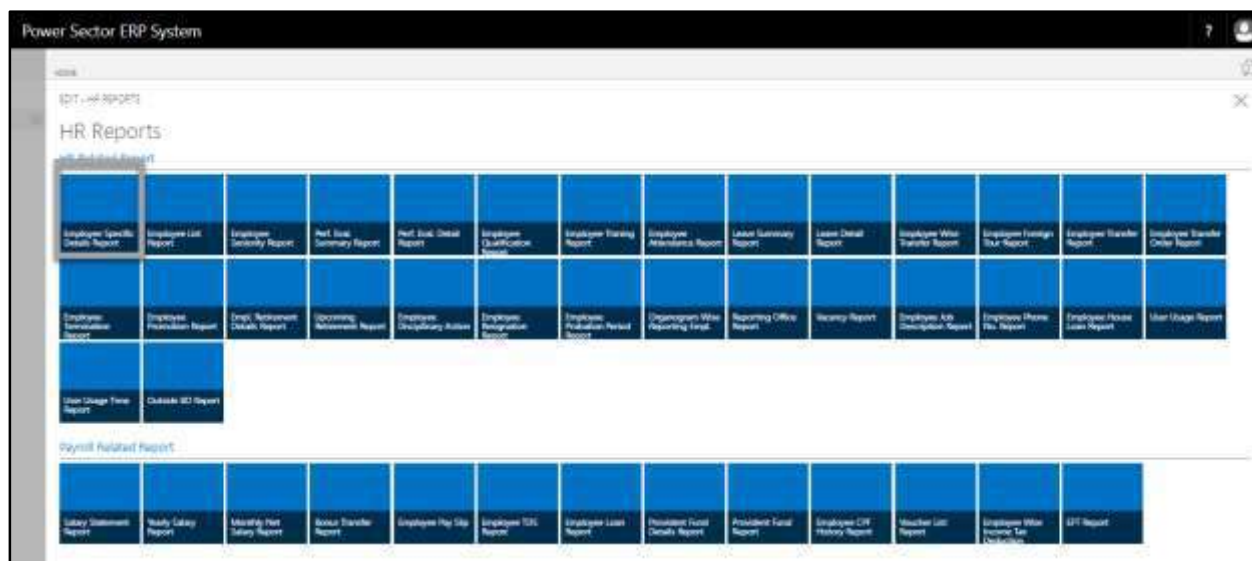 Power Sector ERP System
?
HOME
EDIT - HR REPORTS
HR Reports
HR Related Report
Employee Specific
Details Report
Employee List
Report
Employee
Seniority Report
Perf. Eval.
Summary Report
Perf. Eval. Detail
Report
Employee
Qualification
Report
Employee Training
Report
Employee
Attendance Report
Leave Summary
Report
Leave Detail
Report
Employee Wise
Transfer Report
Employee Foreign
Tour Report
Employee Transfer
Report
Employee Transfer
Order Report
Employee
Termination
Report
Employee
Promotion Report
Empl. Retirement
Details Report
Upcoming
Retirement Report
Employee
Disciplinary Action
Employee
Resignation
Report
Employee
Probation Period
Report
Organogram Wise
Reporting Empl.
Reporting Office
Report
Vacancy Report
Employee Job
Description Report
Employee Phone
No. Report
Employee House
Loan Report
User Usage Report
User Usage Time
Report
Outside BD Report
Payroll Related Report
Salary Statement
Report
Yearly Salary
Report
Monthly Net
Salary Report
Bonus Transfer
Report
Employee Pay Slip
Employee TDS
Report
Employee Loan
Report
Provident Fund
Details Report
Provident Fund
Report
Employee CPF
History Report
Voucher List
Report
Employee Wise
Income Tax
Deduction
EFT Report